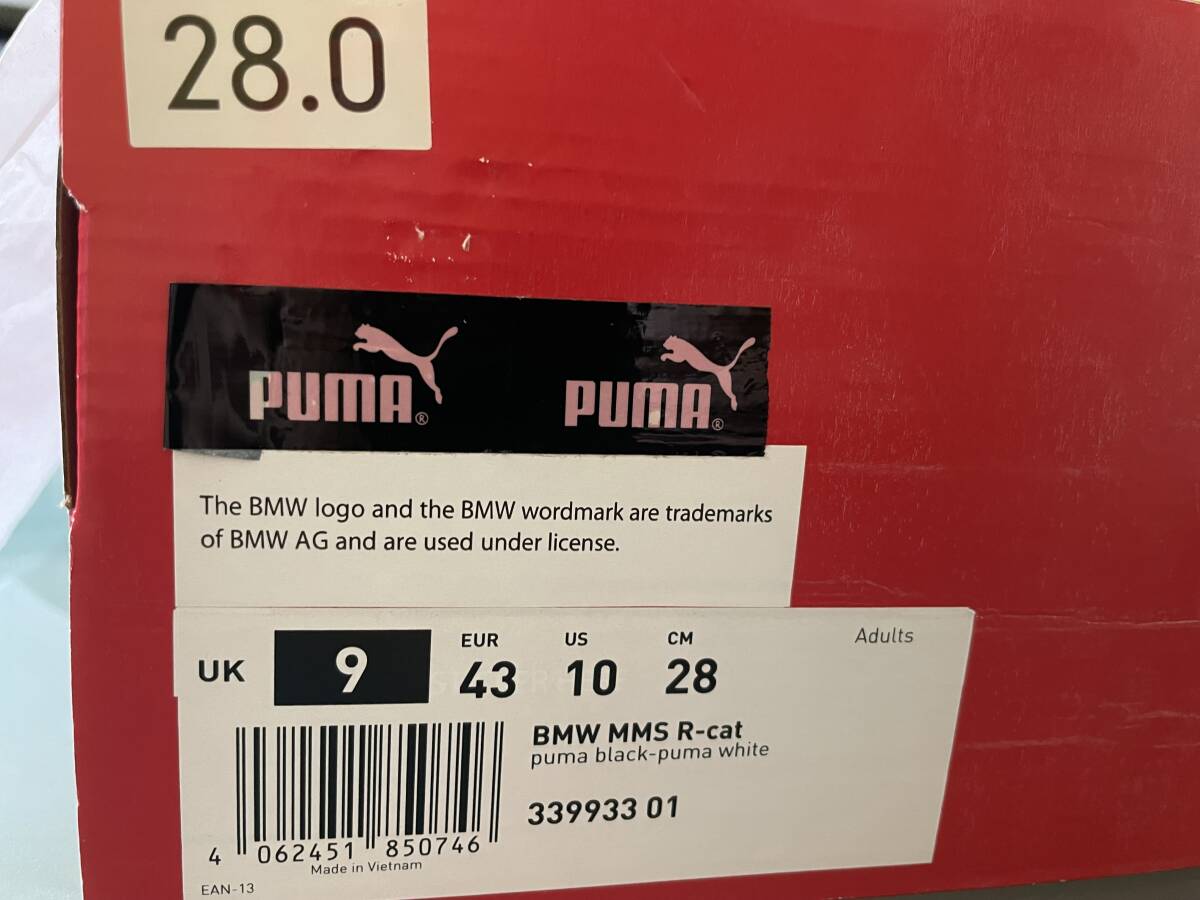 28.0
PUMA® PUMA®
The BMW logo and the BMW wordmark are trademarks
of BMW AG and are used under license.
UK 9 EUR 43 US 10 CM 28 Adults
BMW MMS R-cat
puma black-puma white
339933 01
4 062451 850746
Made in Vietnam
EAN-13